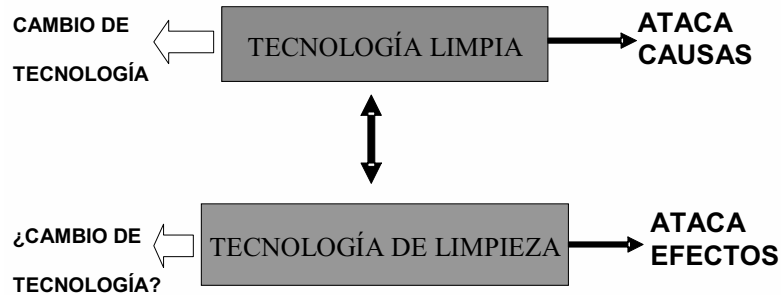 CAMBIO DE
TECNOLOGÍA
TECNOLOGÍA LIMPIA
ATACA
CAUSAS
¿CAMBIO DE
TECNOLOGÍA?
TECNOLOGÍA DE LIMPIEZA
ATACA
EFECTOS